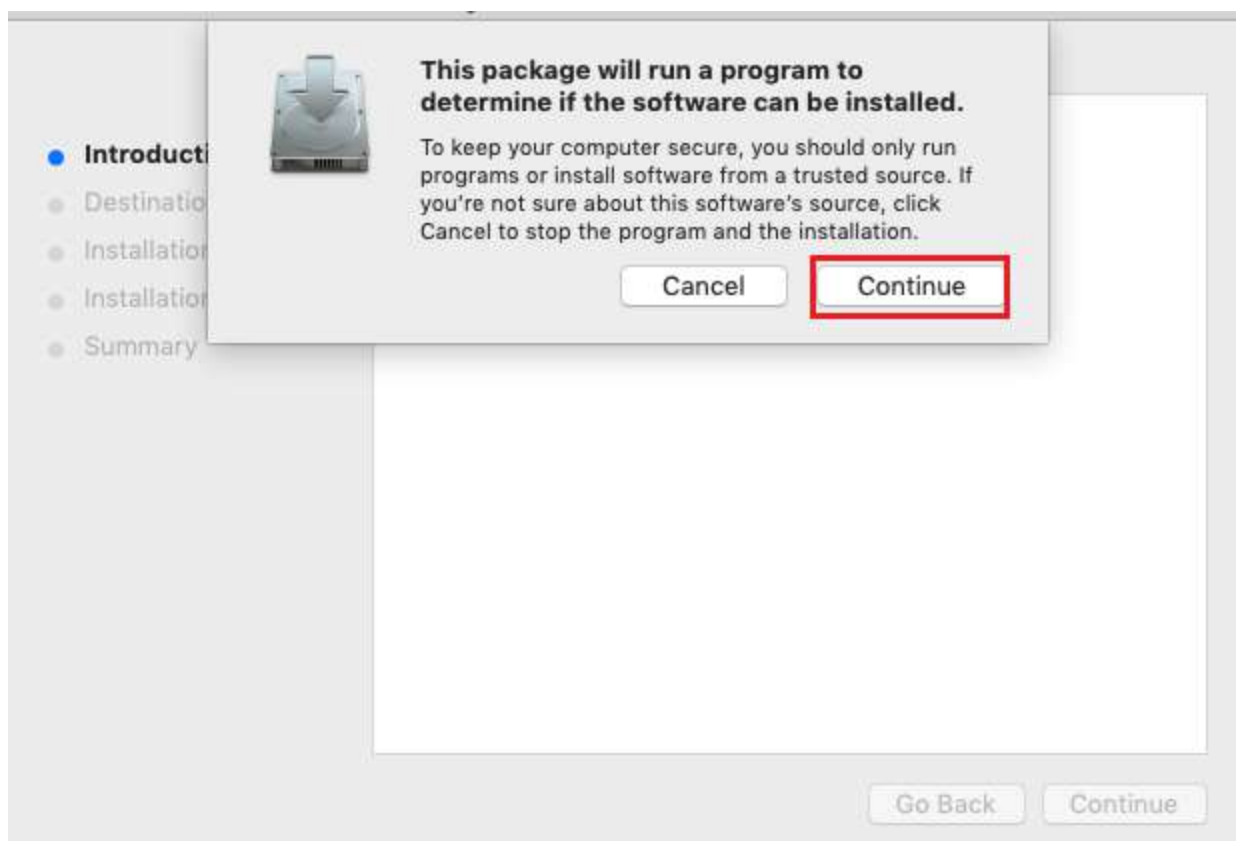 This package will run a program to
determine if the software can be installed.
To keep your computer secure, you should only run
programs or install software from a trusted source. If
you're not sure about this software's source, click
Cancel to stop the program and the installation.
Cancel
Continue
Introducti
Destinatio
Installation
Installation
Summary
Go Back
Continue